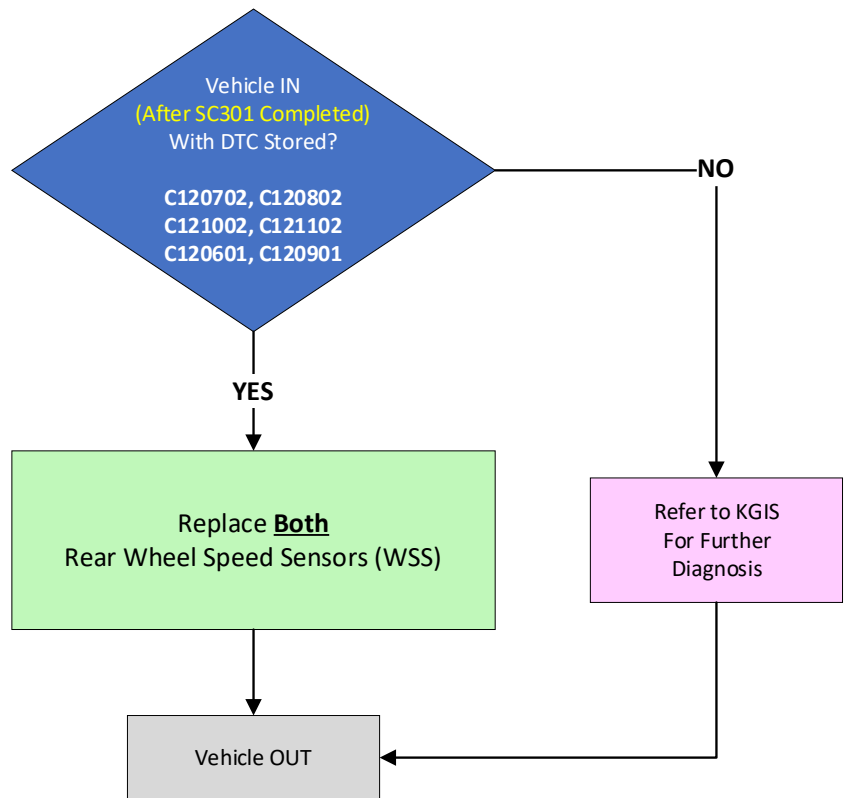 Vehicle IN
(After SC301 Completed)
With DTC Stored?
C120702, C120802
C121002, C121102
C120601, C120901
NO
YES
Replace Both
Rear Wheel Speed Sensors (WSS)
Refer to KGIS
For Further
Diagnosis
Vehicle OUT